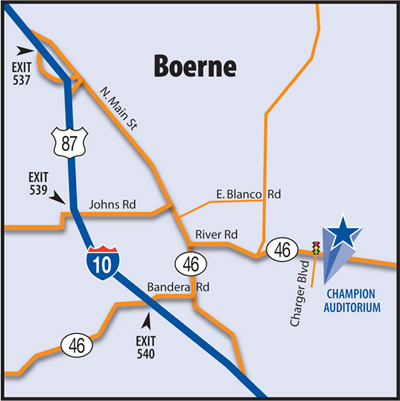 EXIT
537
Boerne
N. Main St
87
EXIT
539
Johns Rd
E. Blanco Rd
River Rd
46
46
10
Bandera Rd
Charger Blvd
CHAMPION
AUDITORIUM
46
EXIT
540